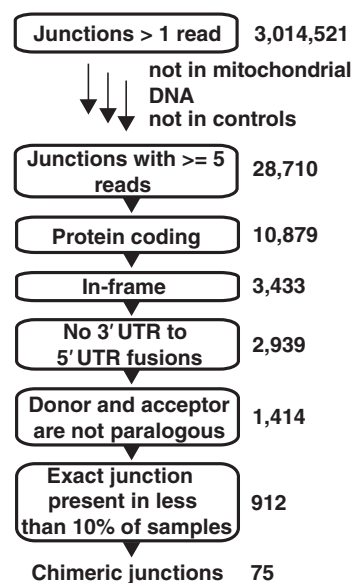 Junctions > 1 read 3,014,521
not in mitochondrial
DNA
not in controls
Junctions with >= 5
reads
28,710
Protein coding 10,879
In-frame 3,433
No 3' UTR to
5' UTR fusions
2,939
Donor and acceptor
are not paralogous
1,414
Exact junction
present in less
than 10% of samples
912
Chimeric junctions 75